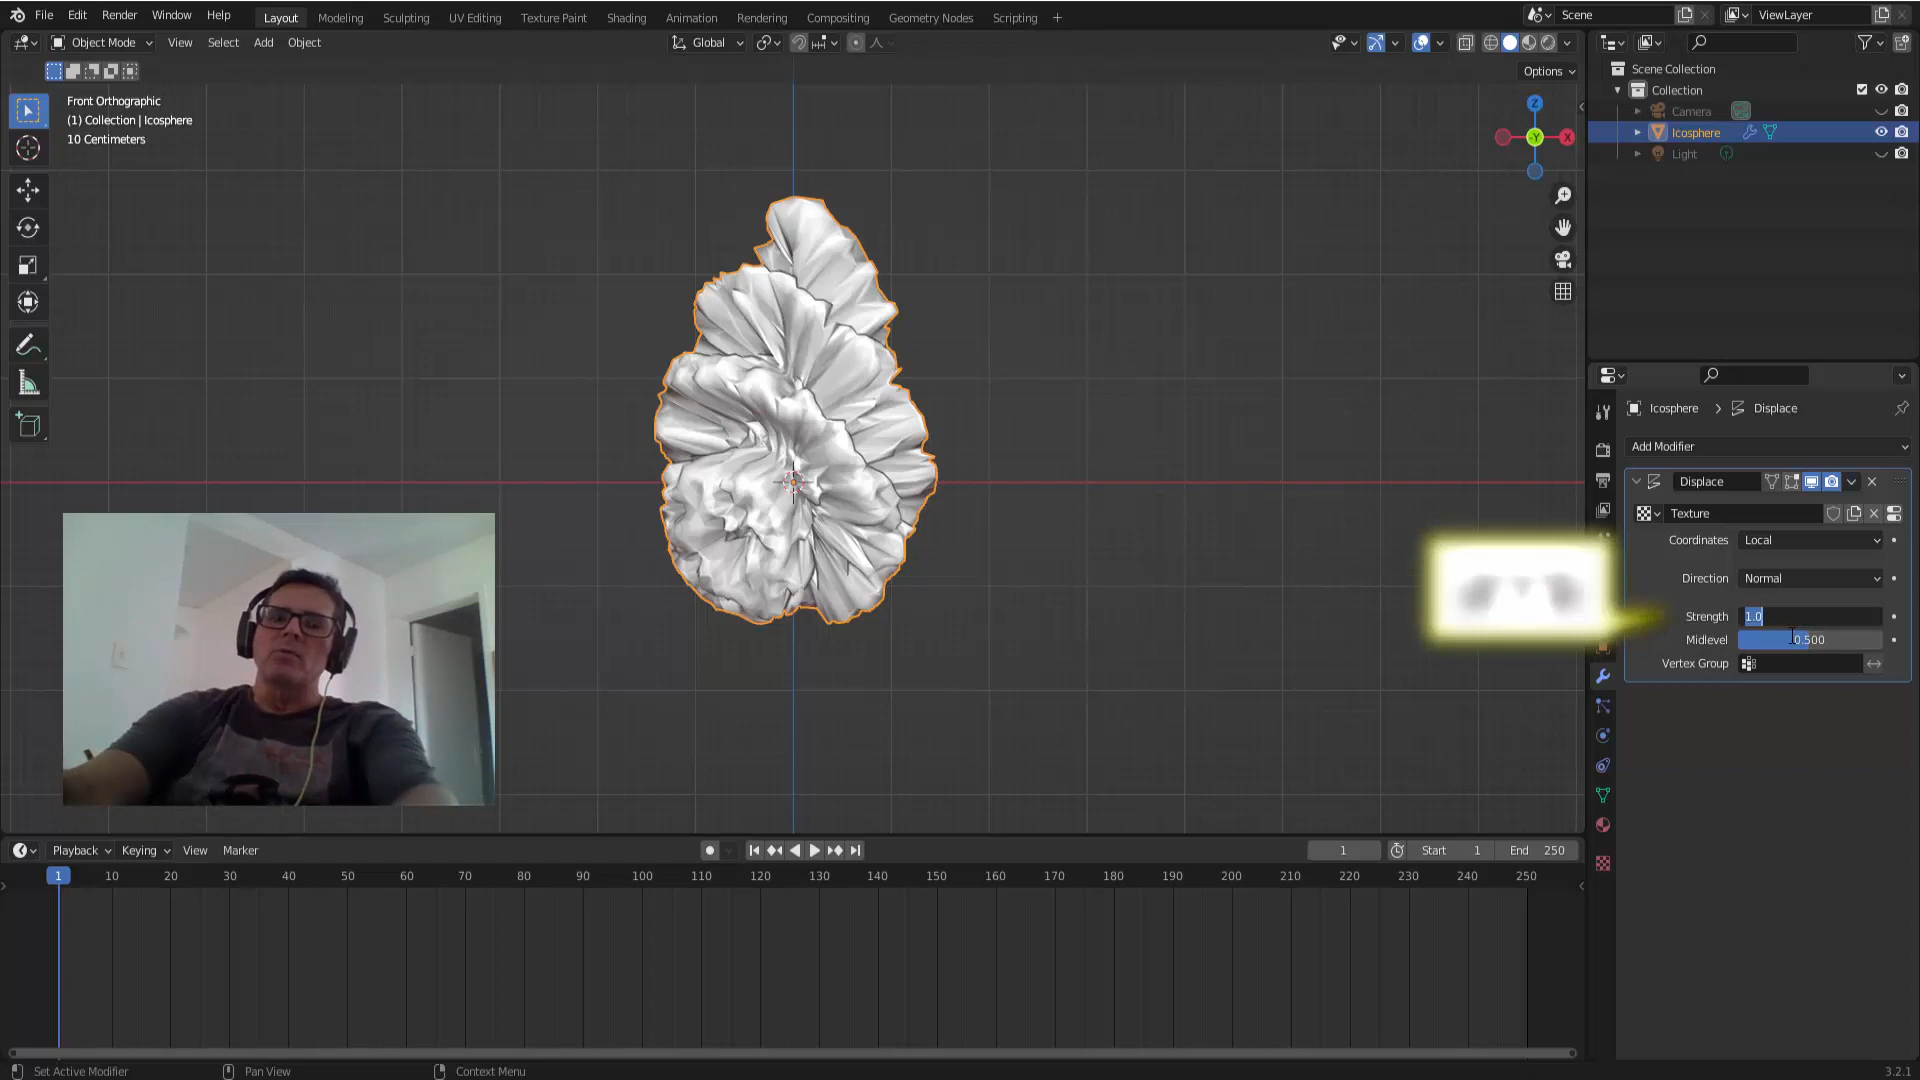 File Edit Render Window Help Layout Modeling Sculpting UV Editing Texture Paint Shading Animation Rendering Compositing Geometry Nodes Scripting + Scene ViewLayer
Object Mode View Select Add Object Global
Options
Front Orthographic
(1) Collection | Icosphere
10 Centimeters
Z
Y
X
Scene Collection
Collection
Camera
Icosphere
Light
Icosphere > Displace
Add Modifier
Displace
Texture
Coordinates Local
Direction Normal
Strength 1.0
Midlevel 0.500
Vertex Group
Playback Keying View Marker 1 Start 1 End 250
1 10 20 30 40 50 60 70 80 90 100 110 120 130 140 150 160 170 180 190 200 210 220 230 240 250
Set Active Modifier Pan View Context Menu 3.2.1